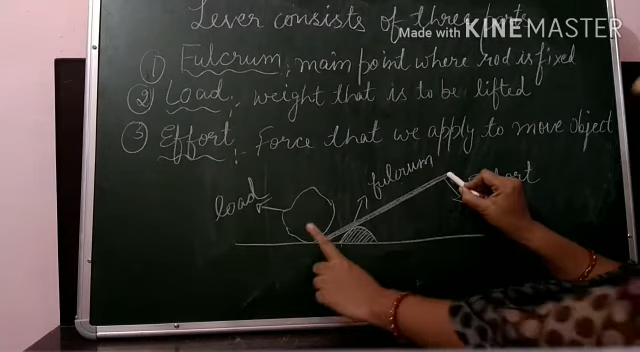 Lever consists of three parts
Made with KINEMASTER
① Fulcrum :- main point where rod is fixed
② Load :- weight that is to be lifted
③ Effort :- Force that we apply to move object
fulcrum
load